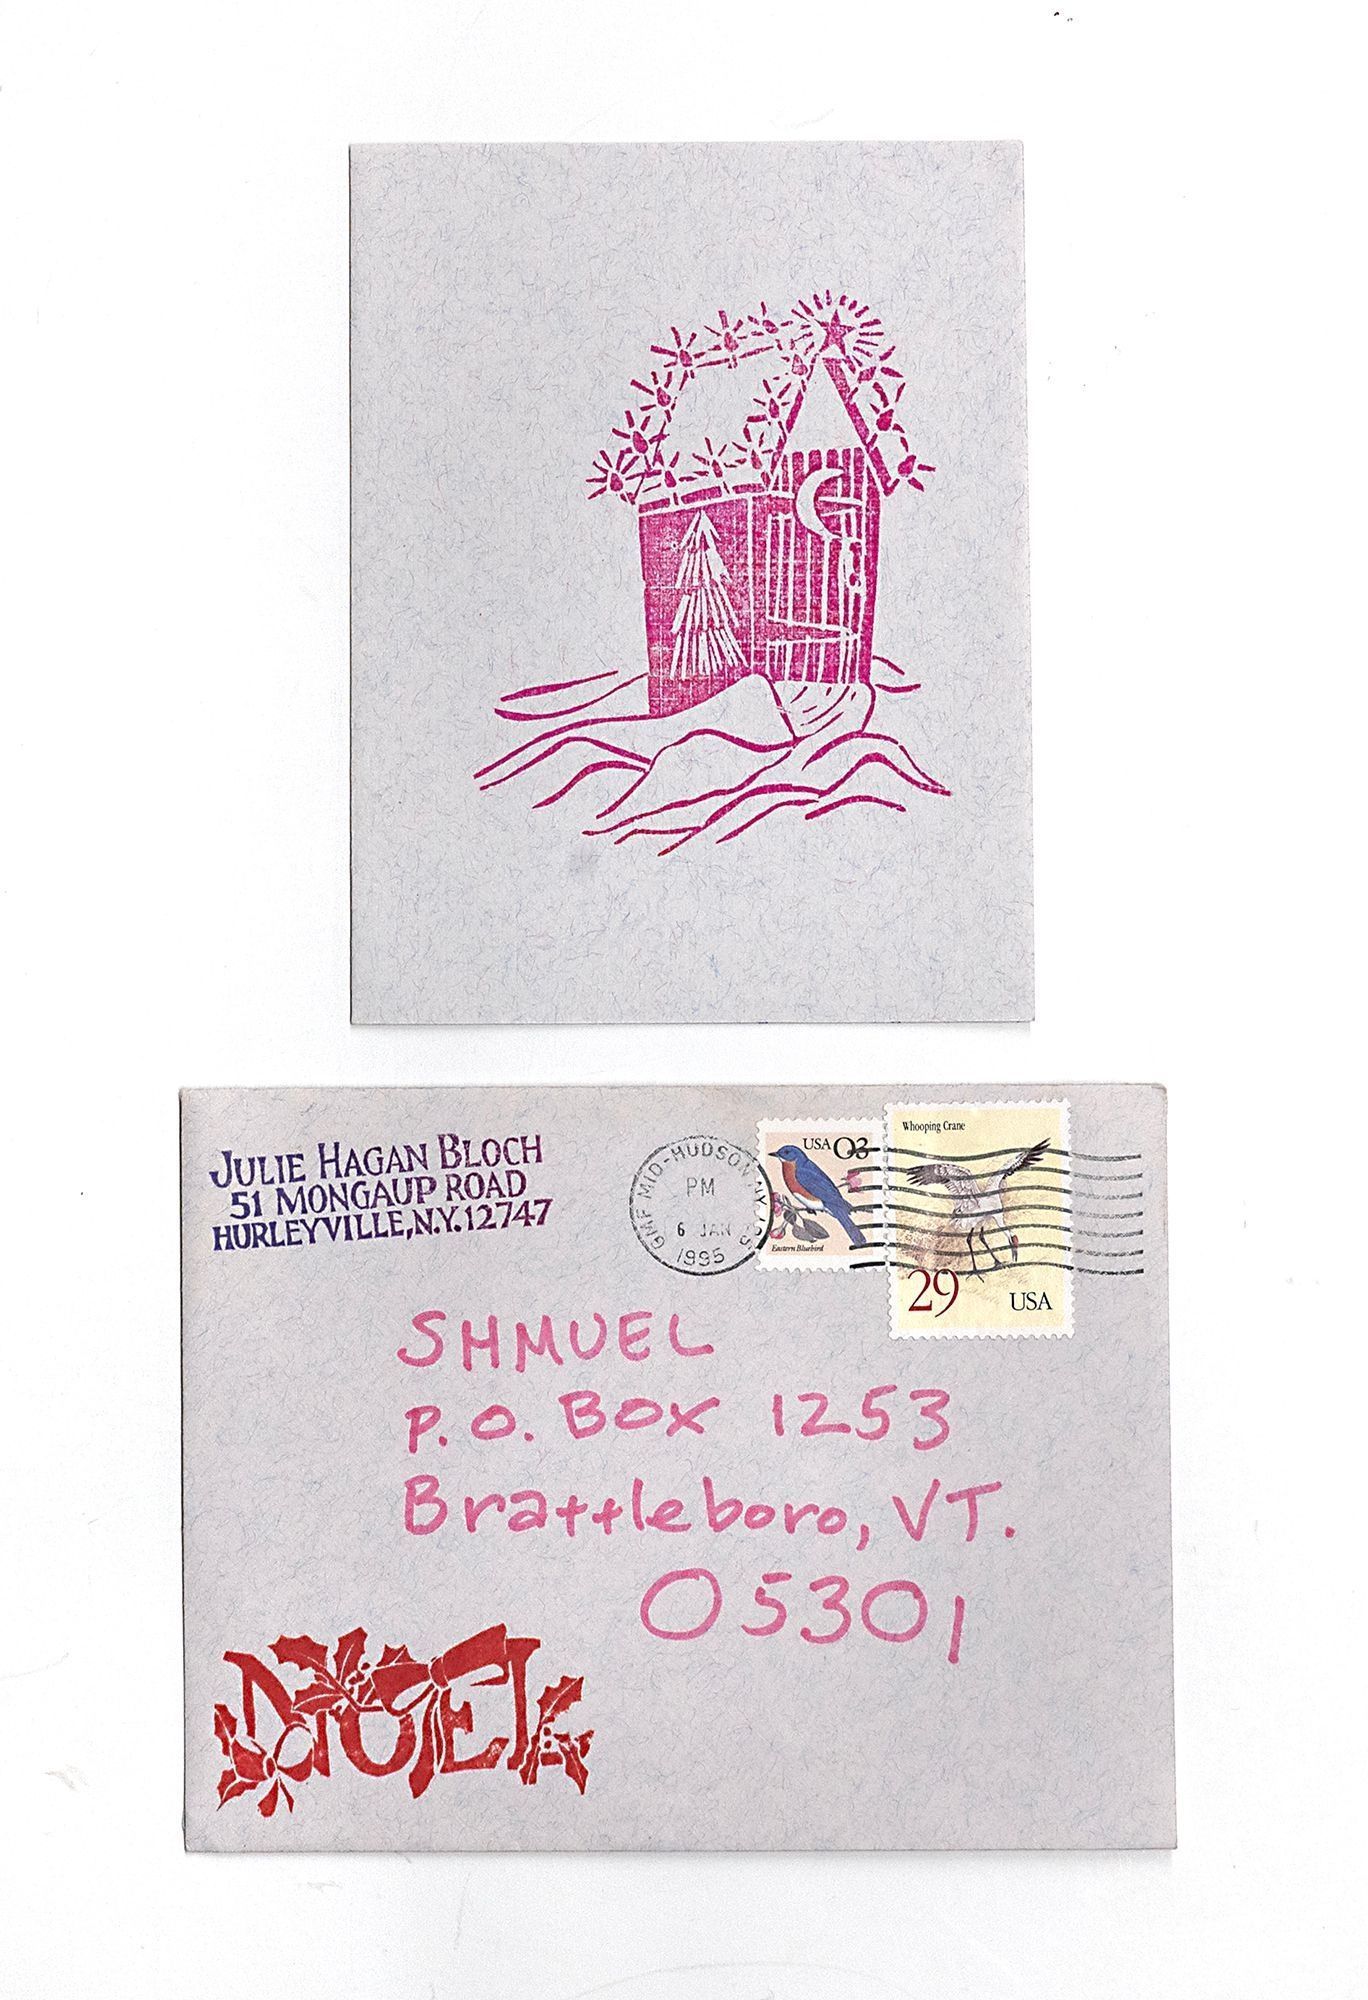 JULIE HAGAN BLOCH
51 MONGAUP ROAD
HURLEYVILLE, N.Y. 12747
GMF MID-HUDSON NY 125
PM
6 JAN
1995
USA 03
Eastern Bluebird
Whooping Crane
29 USA
SHMUEL
P.O. BOX 1253
Brattleboro, VT.
05301
NOEL